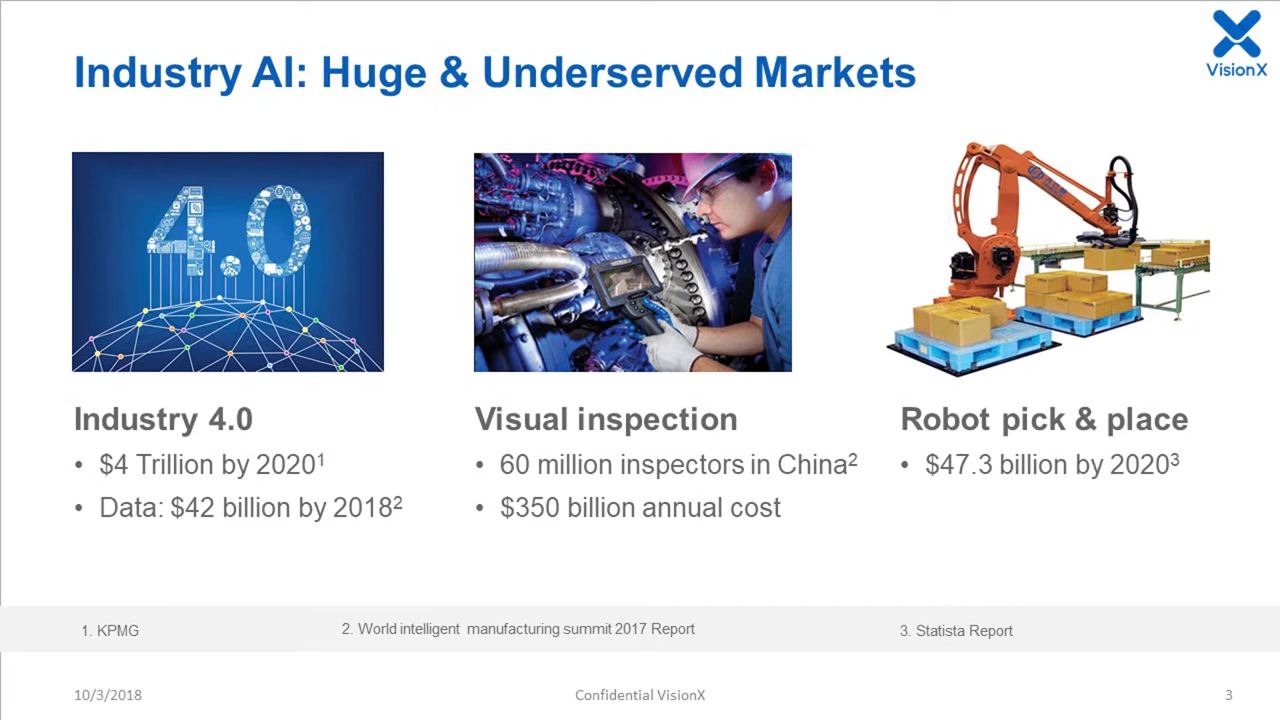 Industry AI: Huge & Underserved Markets
VisionX
4.0
Industry 4.0
• $4 Trillion by 2020¹
• Data: $42 billion by 2018²
Visual inspection
• 60 million inspectors in China²
• $350 billion annual cost
Robot pick & place
• $47.3 billion by 2020³
1. KPMG
2. World intelligent manufacturing summit 2017 Report
3. Statista Report
10/3/2018
Confidential VisionX
3